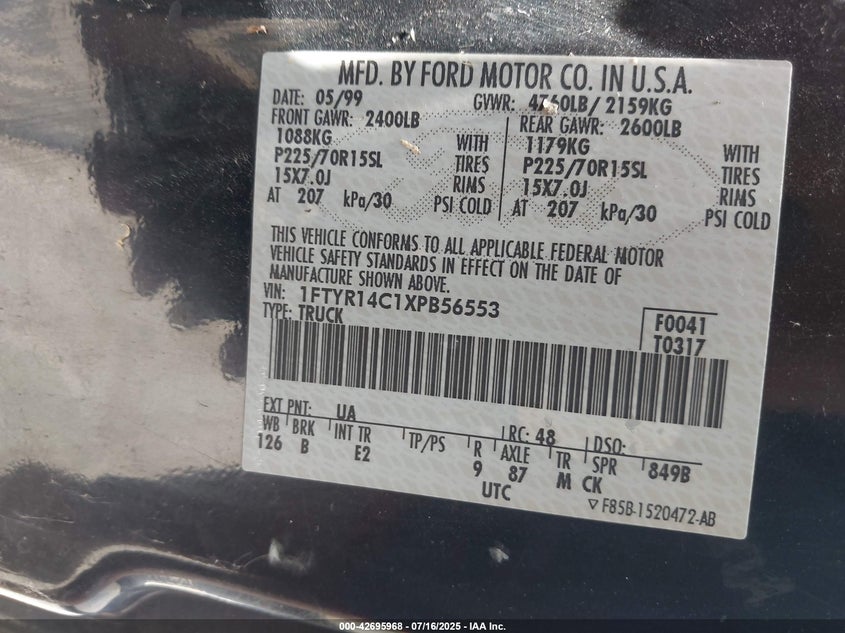 MFD. BY FORD MOTOR CO. IN U.S.A.
DATE: 05/99 GVWR: 4760LB/ 2159KG
FRONT GAWR: 2400LB REAR GAWR: 2600LB
1088KG WITH 1179KG WITH
P225/70R15SL TIRES P225/70R15SL TIRES
15X7.0J RIMS 15X7.0J RIMS
AT 207 kPa/30 PSI COLD AT 207 kPa/30 PSI COLD
THIS VEHICLE CONFORMS TO ALL APPLICABLE FEDERAL MOTOR
VEHICLE SAFETY STANDARDS IN EFFECT ON THE DATE OF
MANUFACTURE SHOWN ABOVE.
VIN: 1FTYR14C1XPB56553
TYPE: TRUCK
F0041
T0317
EXT PNT: UA RC: 48 DSO:
WB BRK INT TR TP/PS R AXLE TR SPR 849B
126 B E2 9 87 M CK
UTC
F85B-1520472-AB
000-42695968 - 07/16/2025 - IAA Inc.